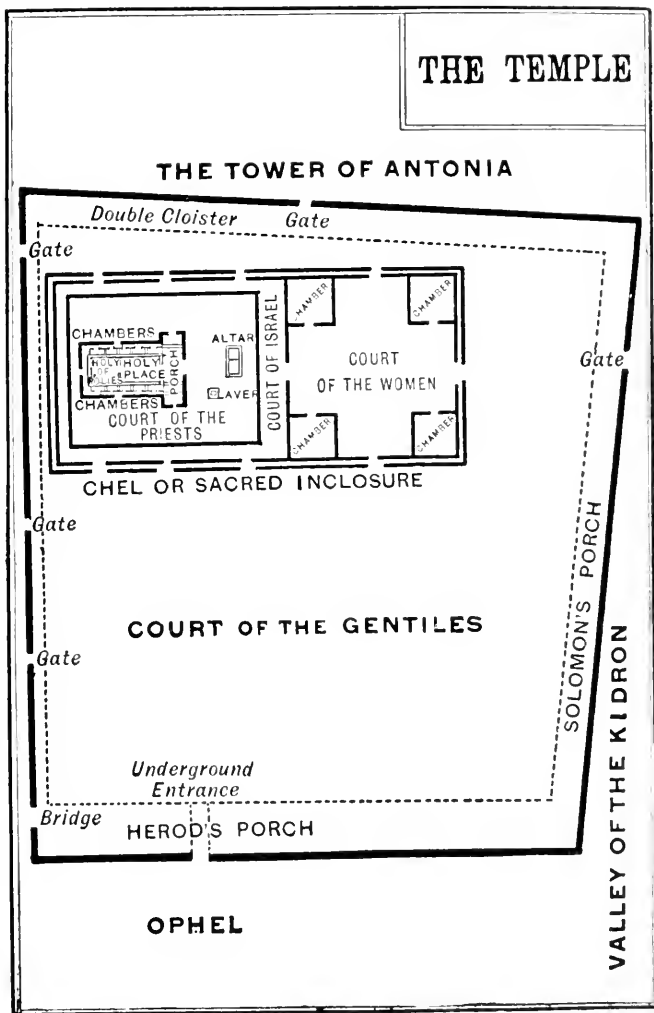 THE TEMPLE
THE TOWER OF ANTONIA
Double Cloister
Gate
Gate
CHAMBER
CHAMBER
CHAMBERS
ALTAR
HOLY
OF
HOLIES
HOLY
PLACE
PORCH
LAVER
CHAMBERS
COURT OF THE
PRIESTS
COURT OF ISRAEL
COURT
OF THE WOMEN
Gate
CHAMBER
CHAMBER
CHEL OR SACRED INCLOSURE
Gate
SOLOMON'S PORCH
COURT OF THE GENTILES
Gate
VALLEY OF THE KIDRON
Underground
Entrance
Bridge
HEROD'S PORCH
OPHEL